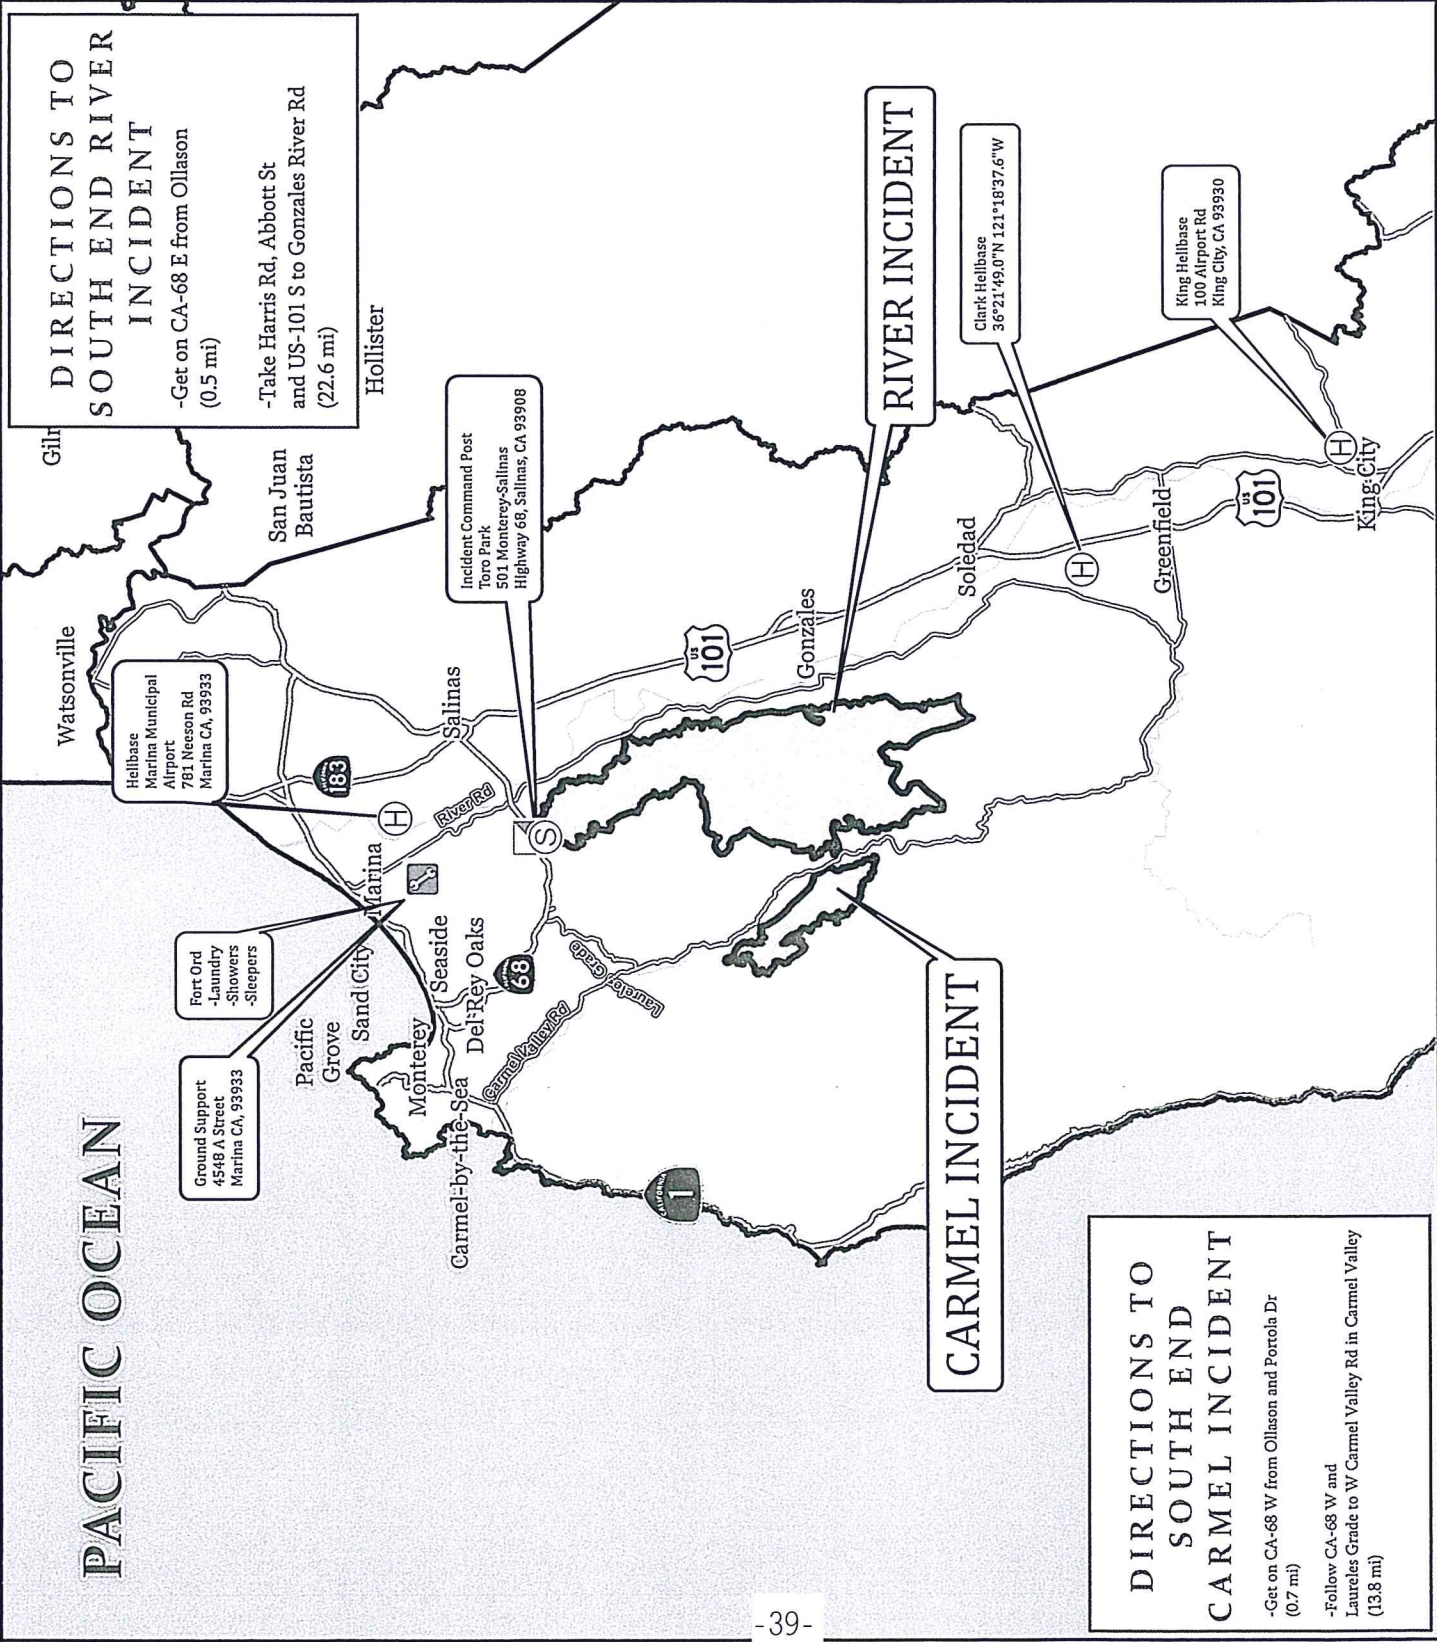 PACIFIC OCEAN
DIRECTIONS TO
SOUTH END RIVER
INCIDENT
-Get on CA-68 E from Ollason
(0.5 mi)
-Take Harris Rd, Abbott St
and US-101 S to Gonzales River Rd
(22.6 mi)
Gilr
Watsonville
San Juan
Bautista
Hollister
Helibase
Marina Municipal
Airport
781 Neeson Rd
Marina CA, 93933
Fort Ord
-Laundry
-Showers
-Sleepers
Ground Support
4548 A Street
Marina CA, 93933
183
H
Marina
River Rd
Salinas
Incident Command Post
Toro Park
501 Monterey-Salinas
Highway 68, Salinas, CA 93908
S
Pacific
Grove
Sand City
Seaside
Monterey
Del Rey Oaks
CALIFORNIA
68
Carmel-by-the-Sea
Carmel Valley Rd
Laureles Grade
CALIFORNIA
1
US
101
Gonzales
RIVER INCIDENT
CARMEL INCIDENT
Soledad
Clark Helibase
36°21'49.0"N 121°18'37.6"W
H
Greenfield
US
101
King Helibase
100 Airport Rd
King City, CA 93930
H
King City
DIRECTIONS TO
SOUTH END
CARMEL INCIDENT
-Get on CA-68 W from Ollason and Portola Dr
(0.7 mi)
-Follow CA-68 W and
Laureles Grade to W Carmel Valley Rd in Carmel Valley
(13.8 mi)
-39-